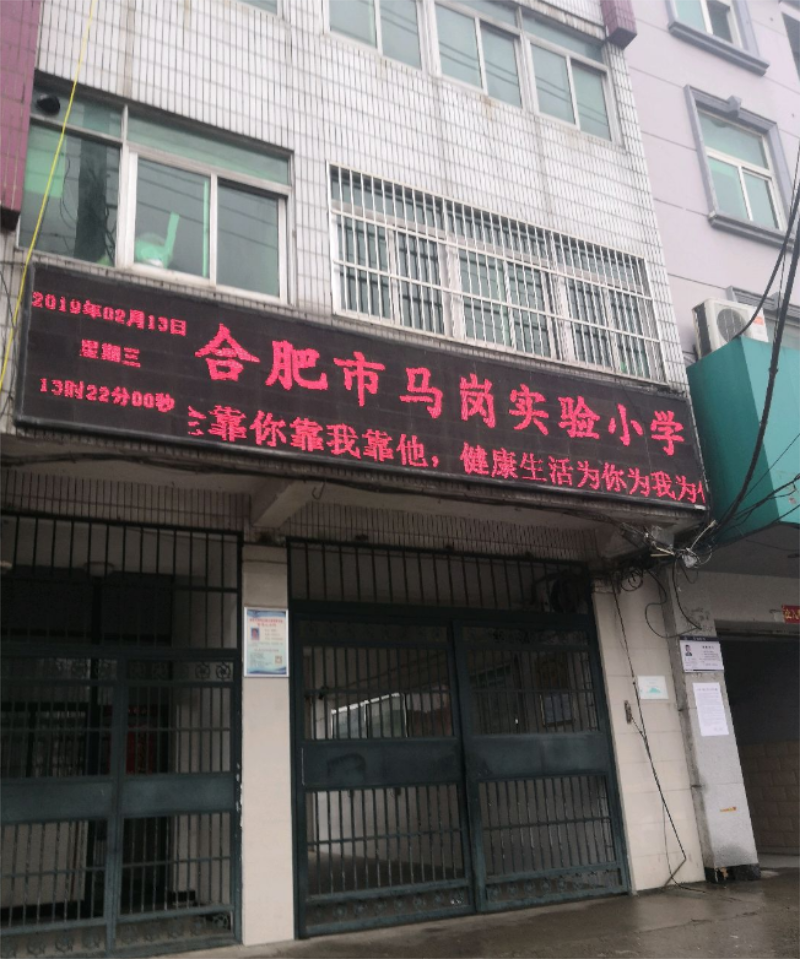 2019年02月13日
星期三
13时22分00秒
合肥市马岗实验小学
靠你靠我靠他，健康生活为你为我为